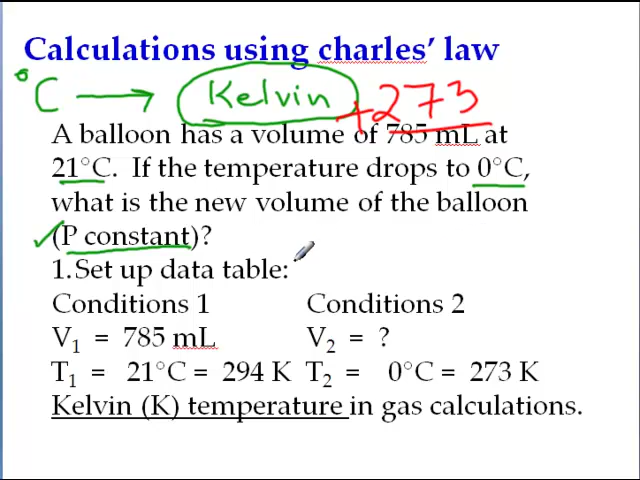 Calculations using charles’ law
°C → Kelvin +273
A balloon has a volume of 785 mL at
21°C. If the temperature drops to 0°C,
what is the new volume of the balloon
(P constant)?
1.Set up data table:
Conditions 1 Conditions 2
V₁ = 785 mL V₂ = ?
T₁ = 21°C = 294 K T₂ = 0°C = 273 K
Kelvin (K) temperature in gas calculations.